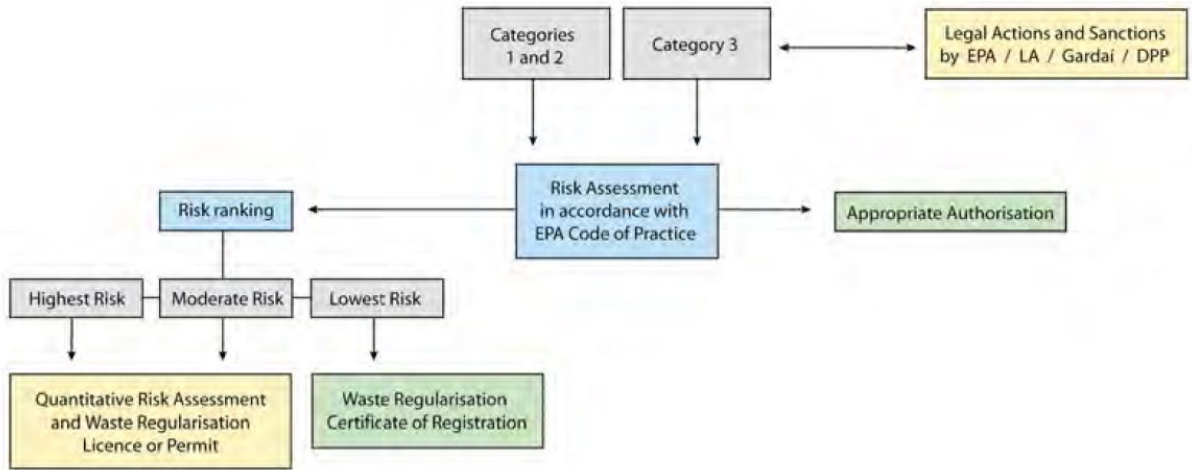 Categories
1 and 2
Category 3
Legal Actions and Sanctions
by EPA / LA / Gardaí / DPP
Risk Assessment
in accordance with
EPA Code of Practice
Risk ranking
Appropriate Authorisation
Highest Risk
Moderate Risk
Lowest Risk
Quantitative Risk Assessment
and Waste Regularisation
Licence or Permit
Waste Regularisation
Certificate of Registration